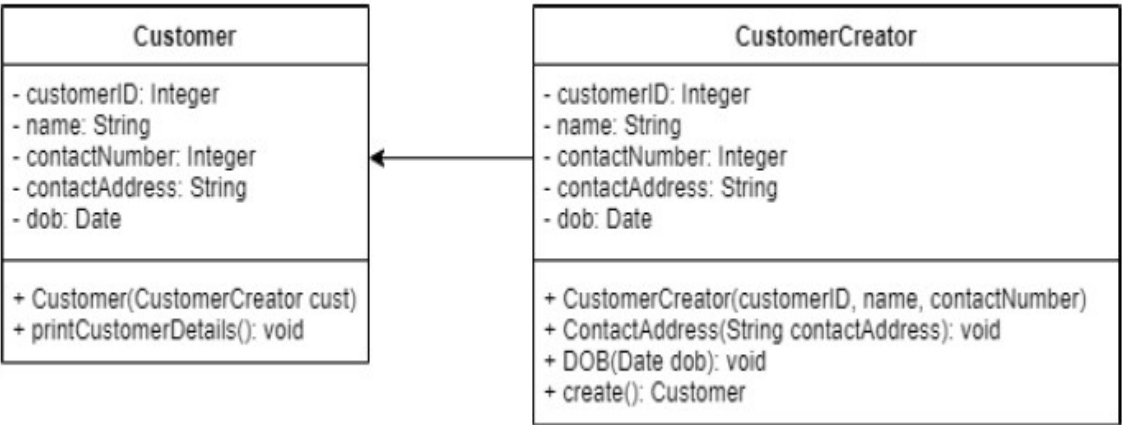 Customer
- customerID: Integer
- name: String
- contactNumber: Integer
- contactAddress: String
- dob: Date
+ Customer(CustomerCreator cust)
+ printCustomerDetails(): void
CustomerCreator
- customerID: Integer
- name: String
- contactNumber: Integer
- contactAddress: String
- dob: Date
+ CustomerCreator(customerID, name, contactNumber)
+ ContactAddress(String contactAddress): void
+ DOB(Date dob): void
+ create(): Customer